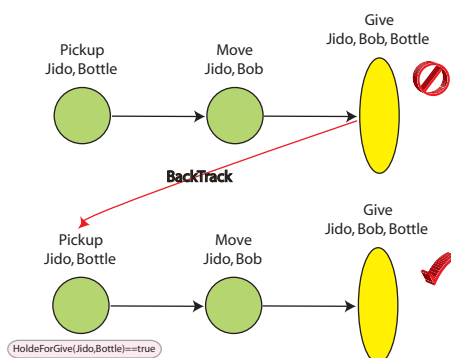 Give
Jido, Bob, Bottle
Pickup
Jido, Bottle
Move
Jido, Bob
BackTrack
Give
Jido, Bob, Bottle
Pickup
Jido, Bottle
Move
Jido, Bob
HoldeForGive(Jido,Bottle)==true